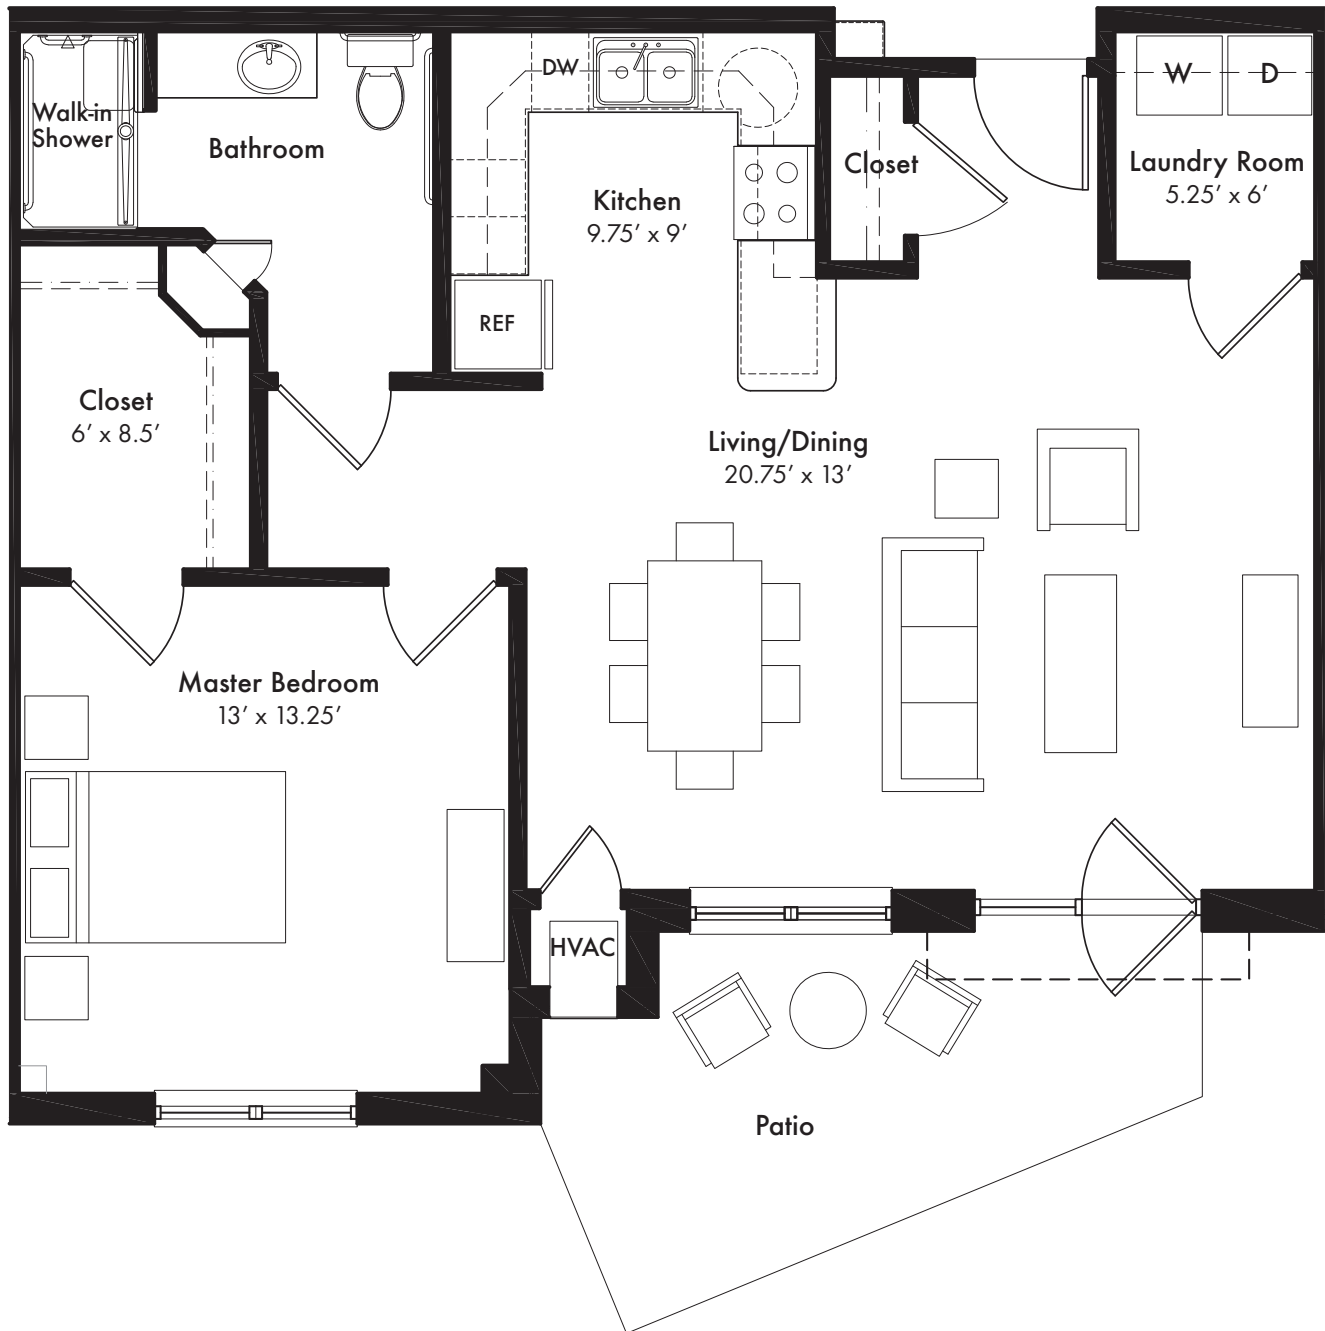 DW
W
D
Walk-in
Shower
Bathroom
Closet
Laundry Room
5.25’ x 6’
Kitchen
9.75’ x 9’
REF
Closet
6’ x 8.5’
Living/Dining
20.75’ x 13’
Master Bedroom
13’ x 13.25’
HVAC
Patio